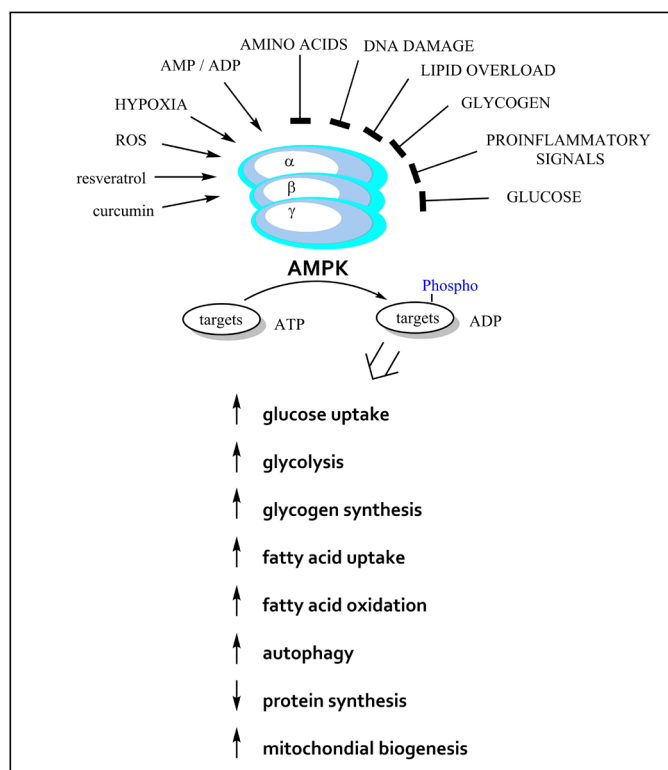 AMINO ACIDS
DNA DAMAGE
AMP / ADP
LIPID OVERLOAD
HYPOXIA
GLYCOGEN
ROS
PROINFLAMMATORY
SIGNALS
resveratrol
curcumin
GLUCOSE
α
β
γ
AMPK
Phospho
targets
ATP
targets
ADP
glucose uptake
glycolysis
glycogen synthesis
fatty acid uptake
fatty acid oxidation
autophagy
protein synthesis
mitochondial biogenesis